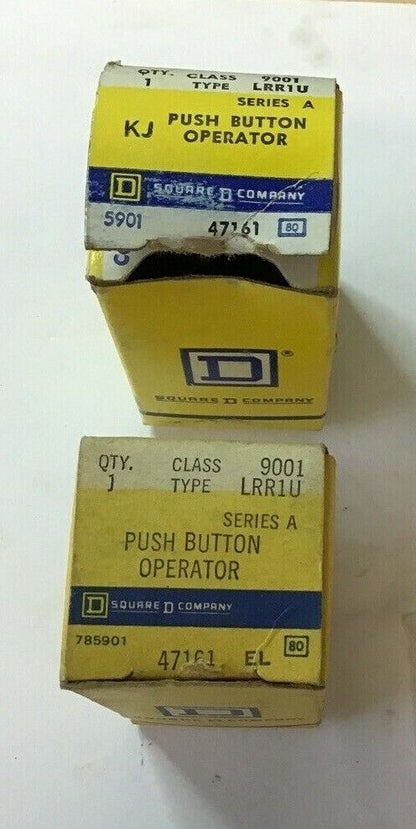 QTY. CLASS 9001
1 TYPE LRR1U
SERIES A
KJ PUSH BUTTON
OPERATOR
D SQUARE D COMPANY
5901 47161 80
D ®
SQUARE D COMPANY
QTY. CLASS 9001
1 TYPE LRR1U
SERIES A
PUSH BUTTON
OPERATOR
D SQUARE D COMPANY
785901 47161 EL 80
D COMPANY